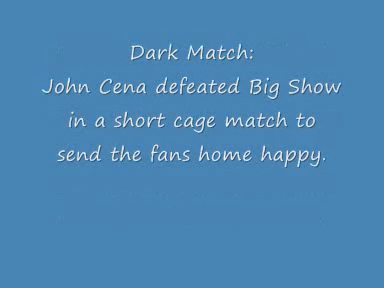 Dark Match:
John Cena defeated Big Show
in a short cage match to
send the fans home happy.